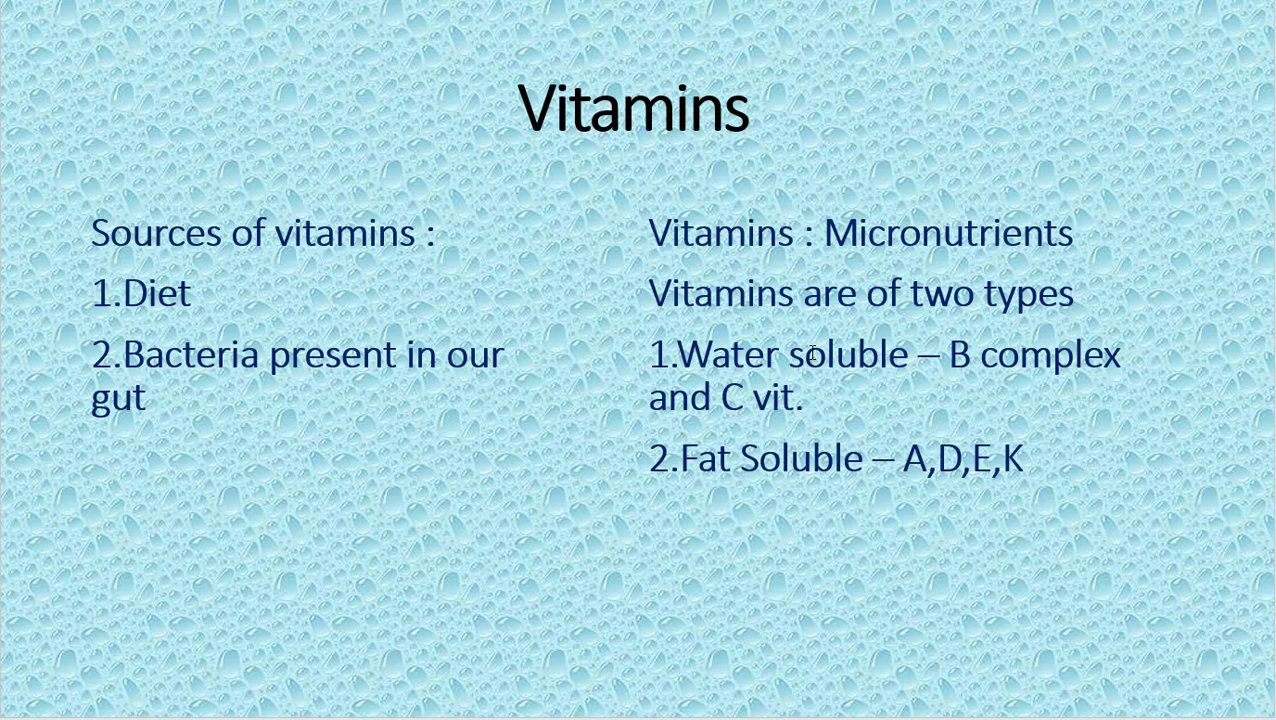 Vitamins
Sources of vitamins :
1.Diet
2.Bacteria present in our
gut
Vitamins : Micronutrients
Vitamins are of two types
1.Water soluble – B complex
and C vit.
2.Fat Soluble – A,D,E,K